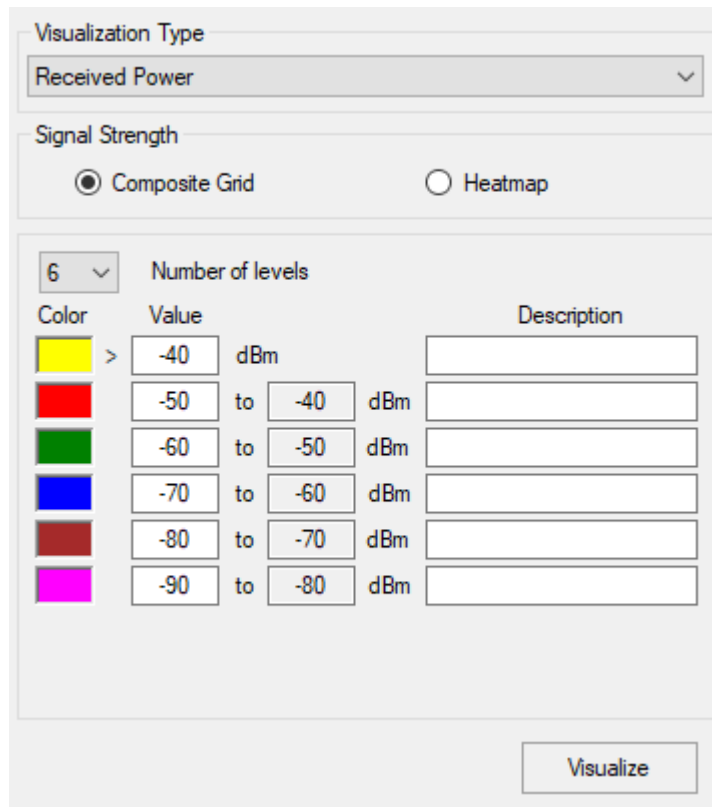 Visualization Type
Received Power
Signal Strength
Composite Grid Heatmap
6 Number of levels
Color Value Description
> -40 dBm
-50 to -40 dBm
-60 to -50 dBm
-70 to -60 dBm
-80 to -70 dBm
-90 to -80 dBm
Visualize